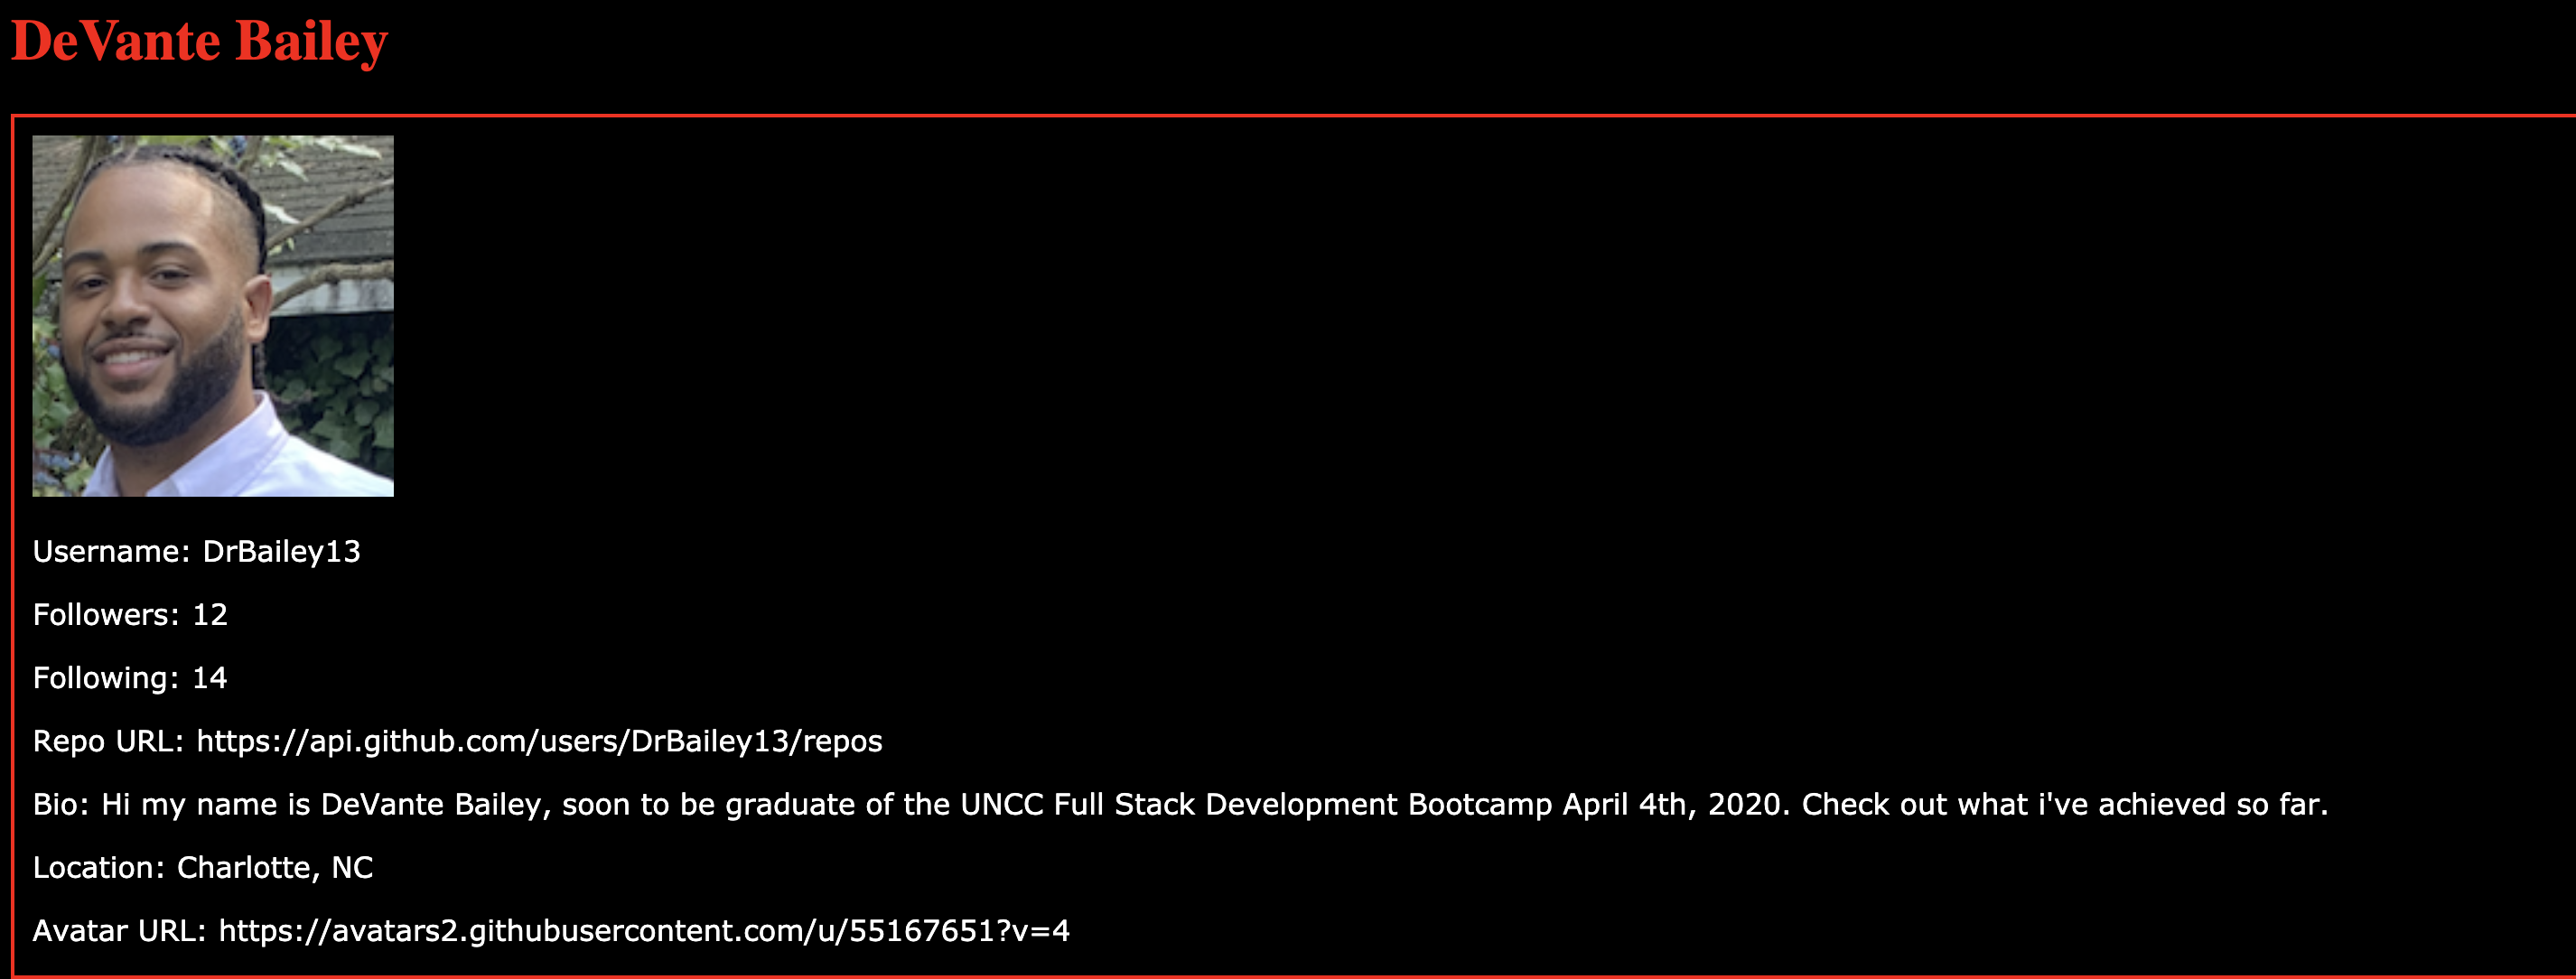 DeVante Bailey
Username: DrBailey13
Followers: 12
Following: 14
Repo URL: https://api.github.com/users/DrBailey13/repos
Bio: Hi my name is DeVante Bailey, soon to be graduate of the UNCC Full Stack Development Bootcamp April 4th, 2020. Check out what i've achieved so far.
Location: Charlotte, NC
Avatar URL: https://avatars2.githubusercontent.com/u/55167651?v=4